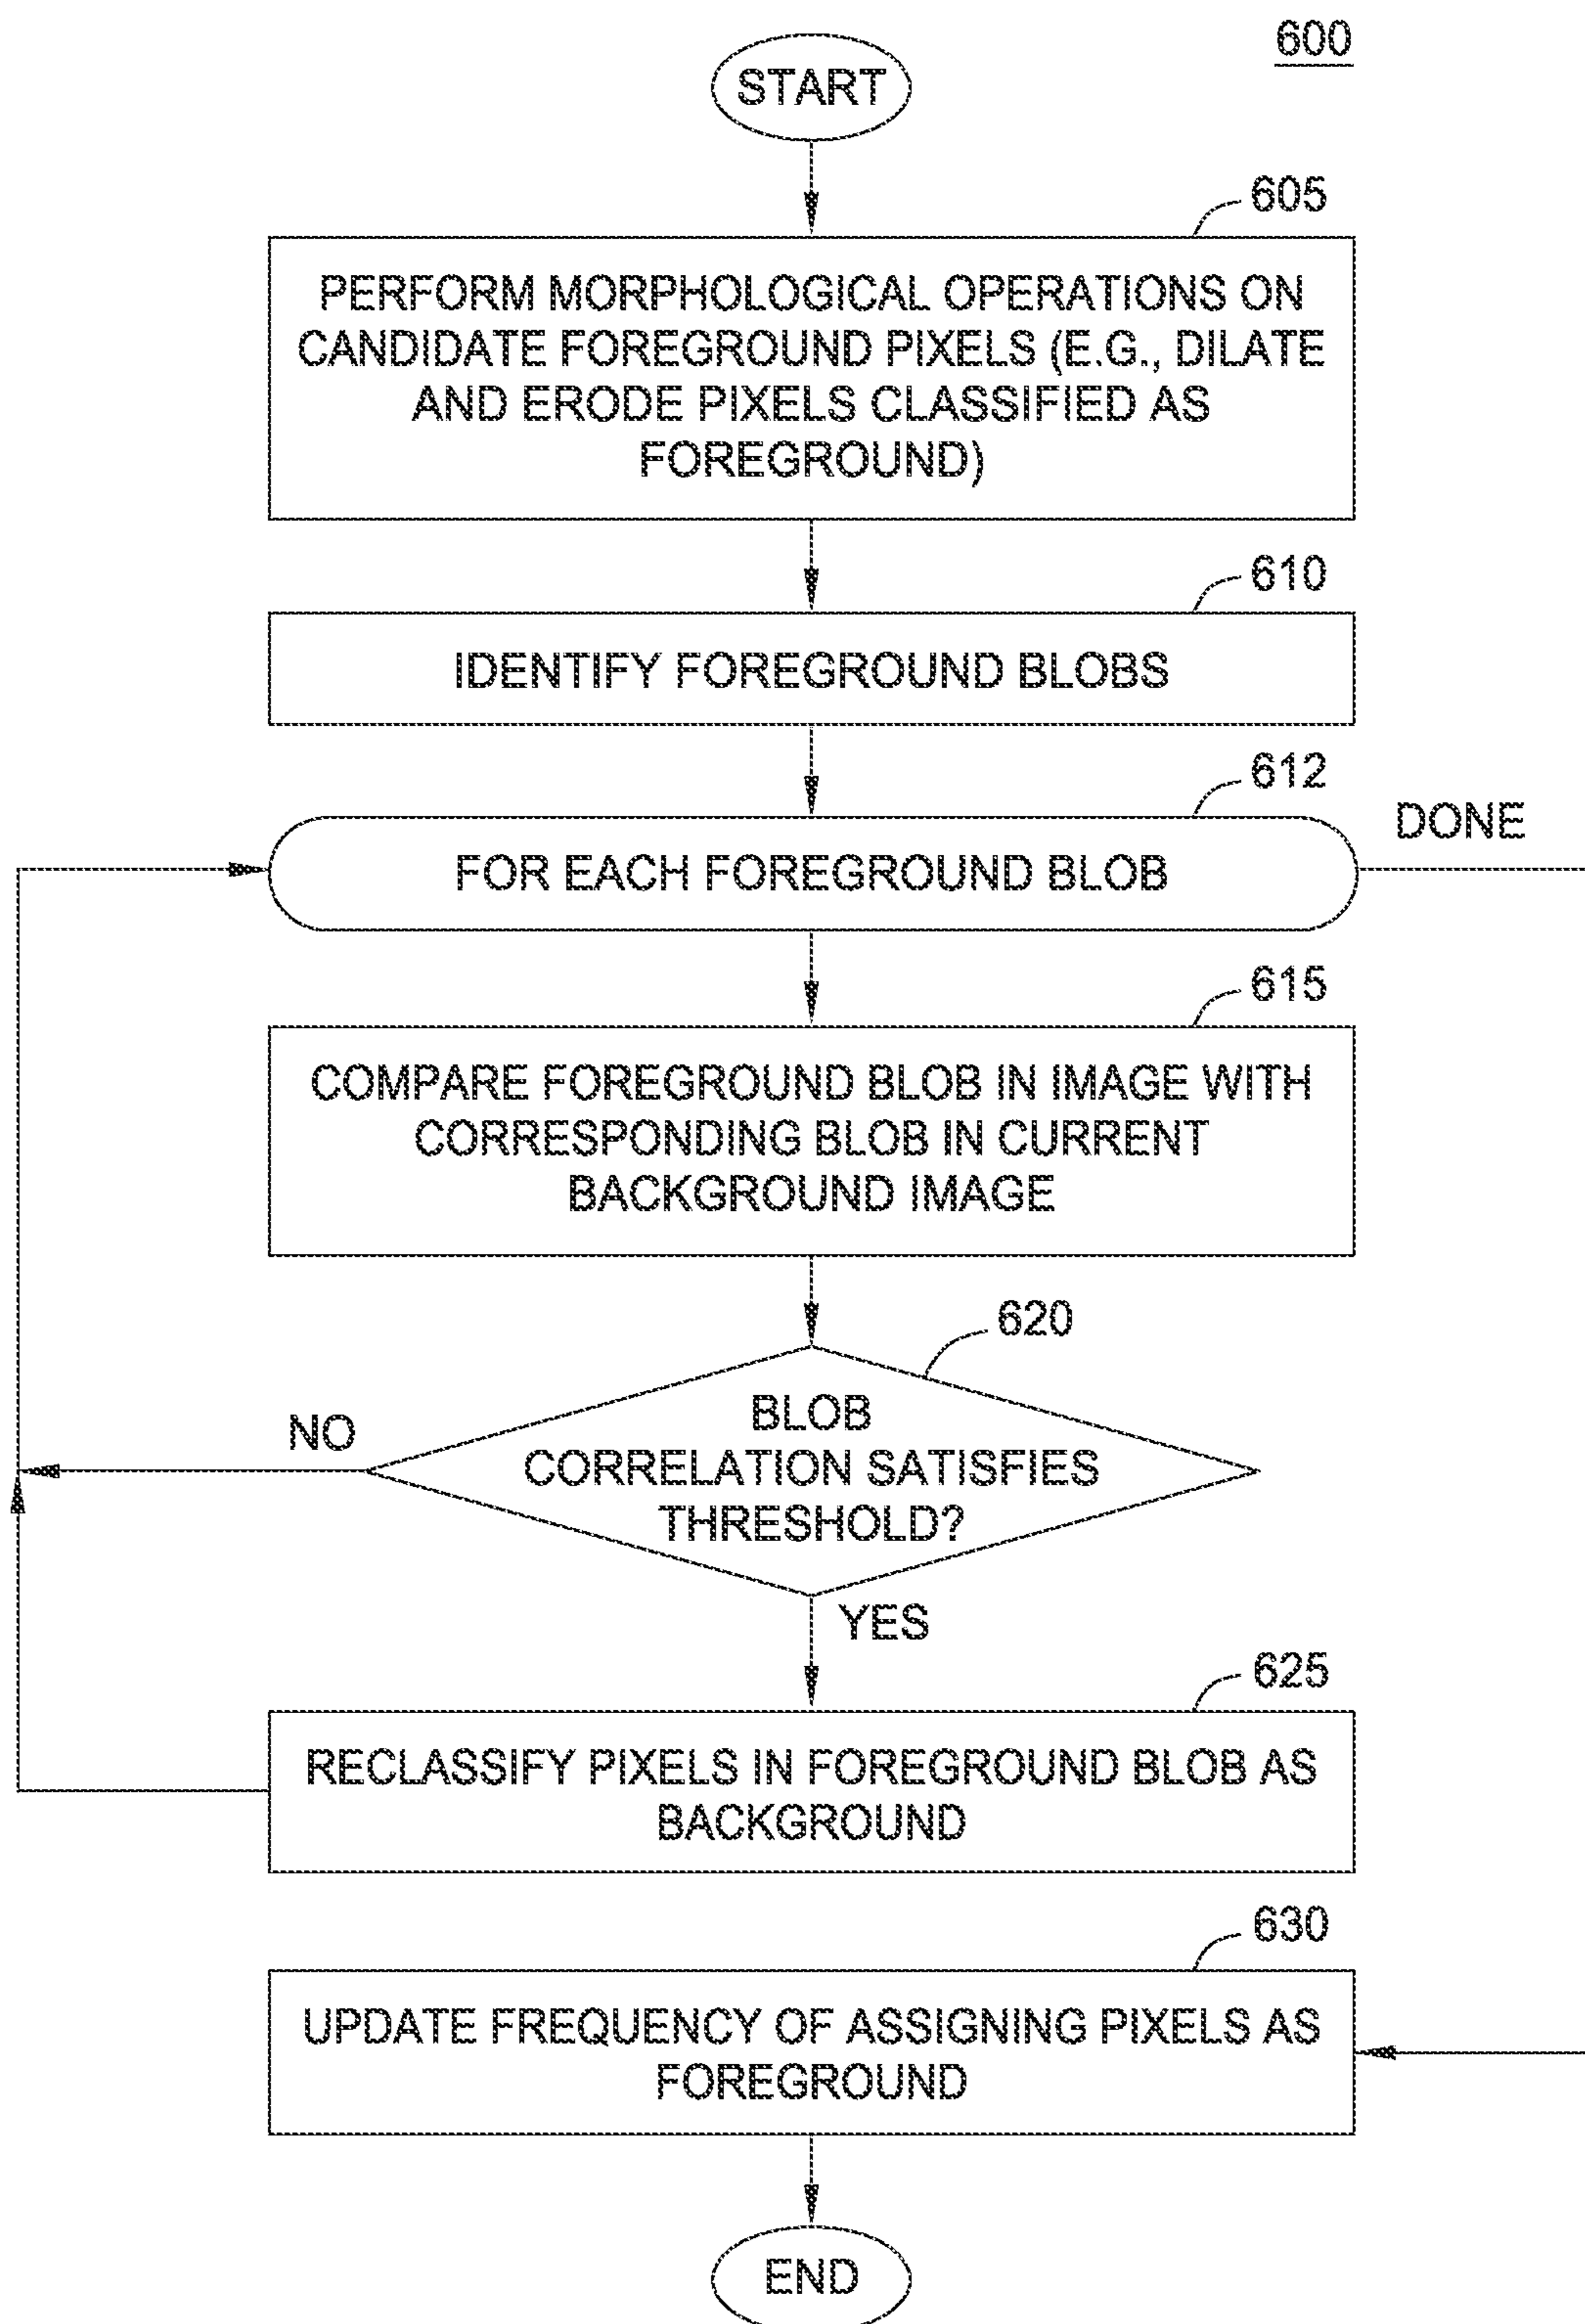 600
START
605
PERFORM MORPHOLOGICAL OPERATIONS ON
CANDIDATE FOREGROUND PIXELS (E.G., DILATE
AND ERODE PIXELS CLASSIFIED AS
FOREGROUND)
610
IDENTIFY FOREGROUND BLOBS
612
DONE
FOR EACH FOREGROUND BLOB
615
COMPARE FOREGROUND BLOB IN IMAGE WITH
CORRESPONDING BLOB IN CURRENT
BACKGROUND IMAGE
620
NO
BLOB
CORRELATION SATISFIES
THRESHOLD?
YES
625
RECLASSIFY PIXELS IN FOREGROUND BLOB AS
BACKGROUND
630
UPDATE FREQUENCY OF ASSIGNING PIXELS AS
FOREGROUND
END